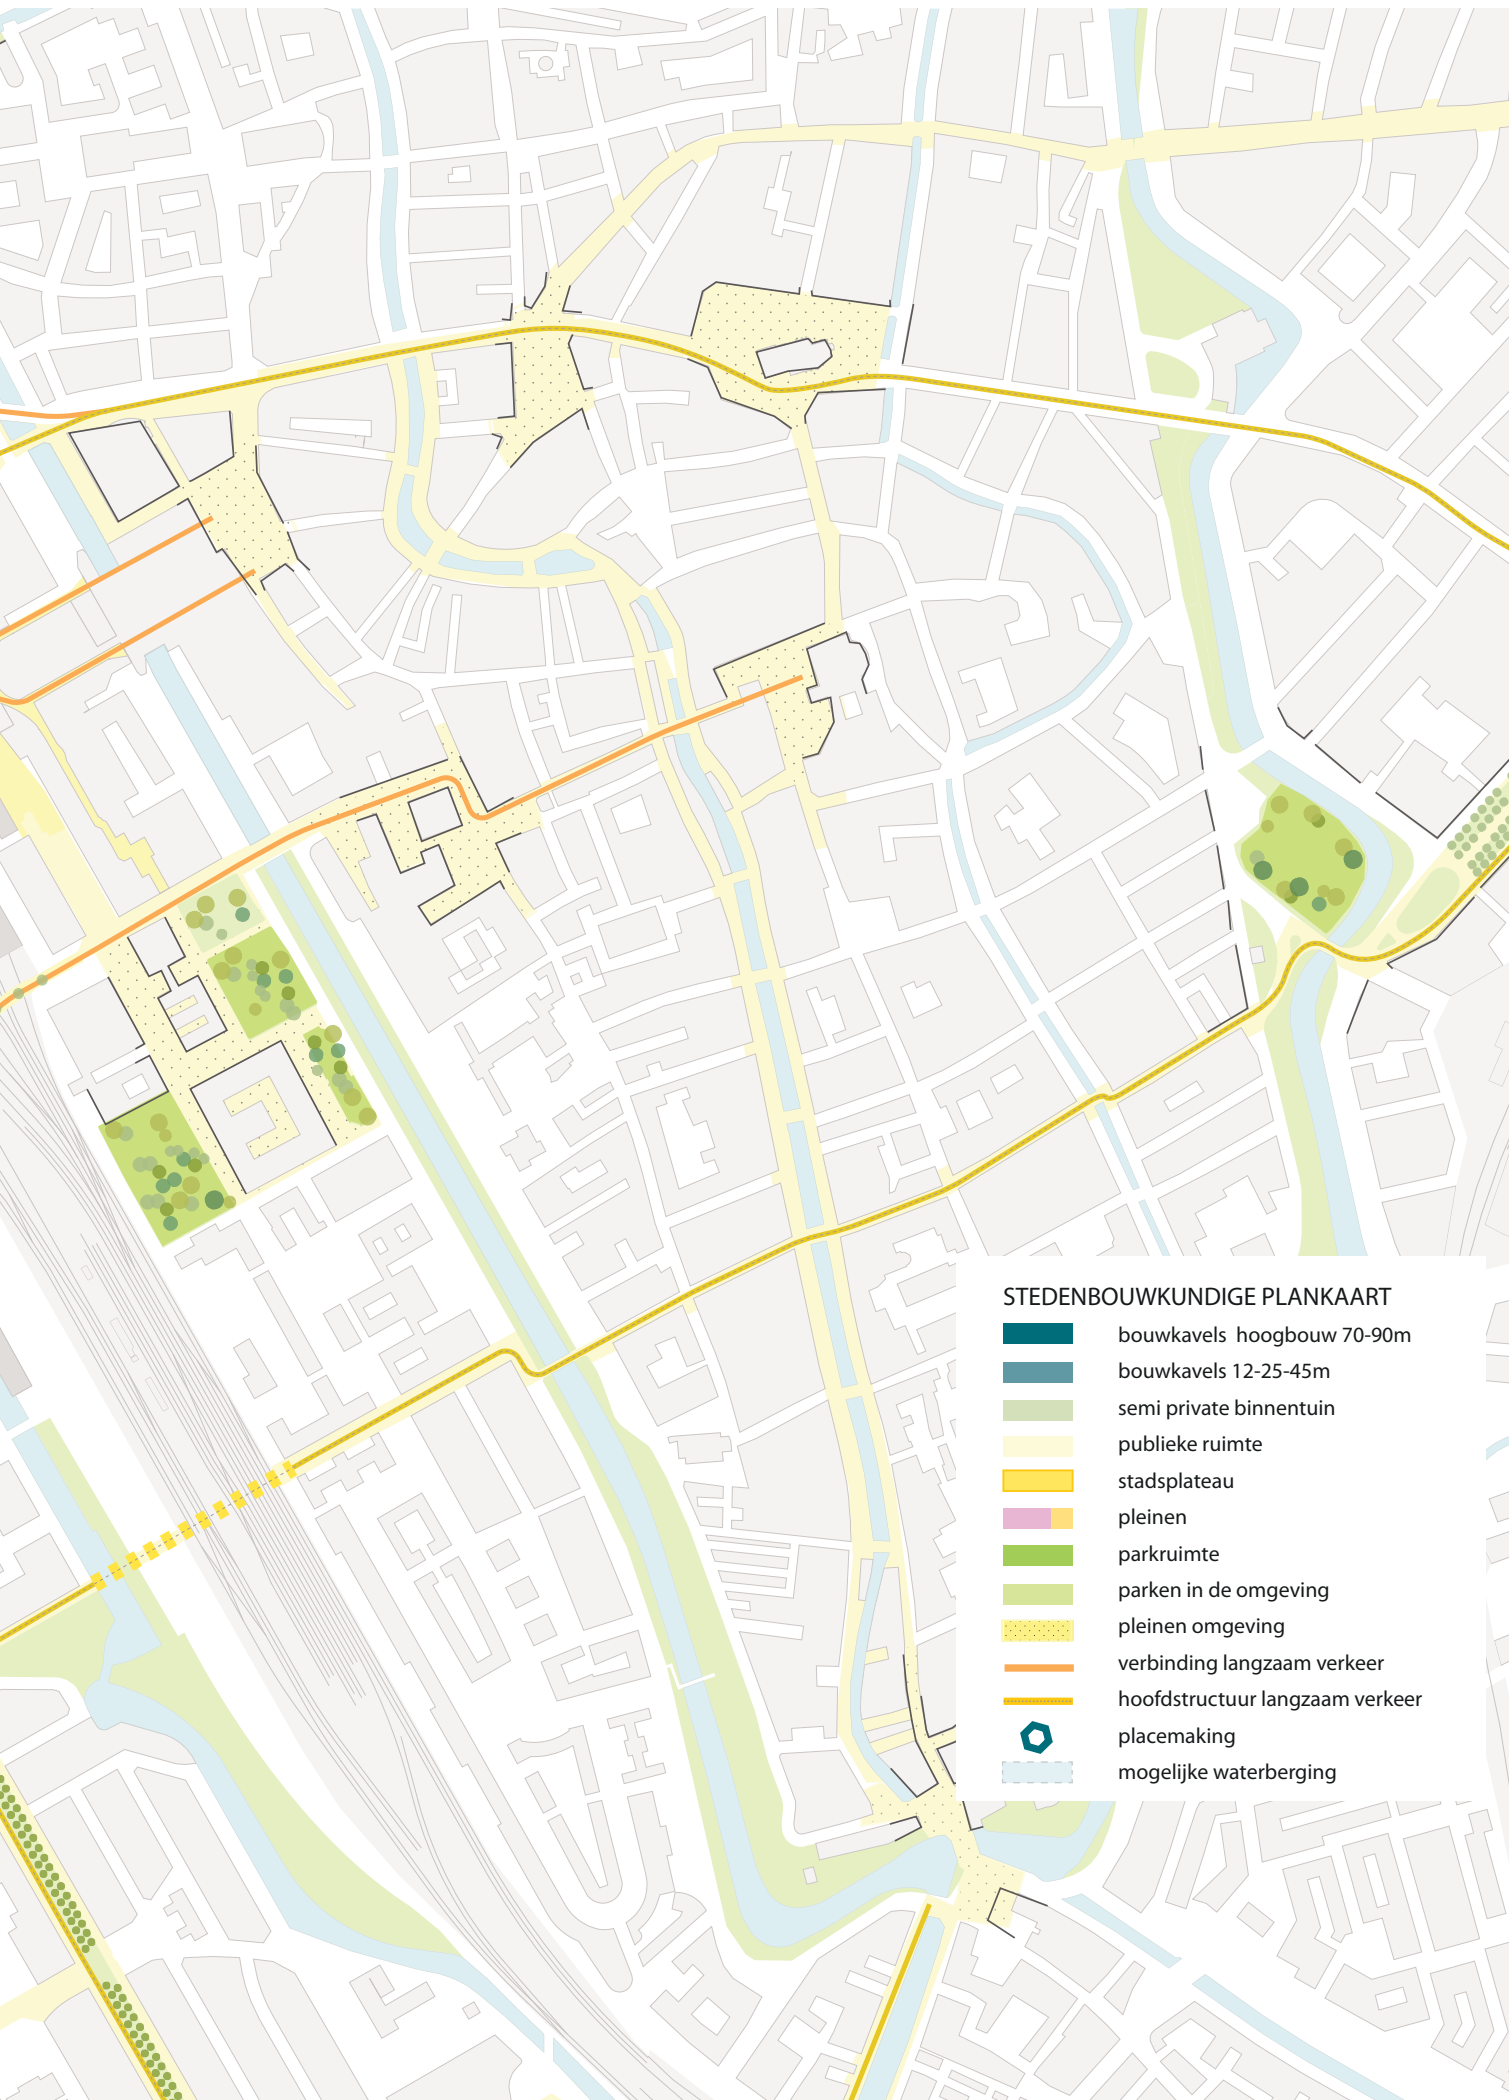 STEDENBOUWKUNDIGE PLANKAART
bouwkavels hoogbouw 70-90m
bouwkavels 12-25-45m
semi private binnentuin
publieke ruimte
stadsplateau
pleinen
parkruimte
parken in de omgeving
pleinen omgeving
verbinding langzaam verkeer
hoofdstructuur langzaam verkeer
placemaking
mogelijke waterberging